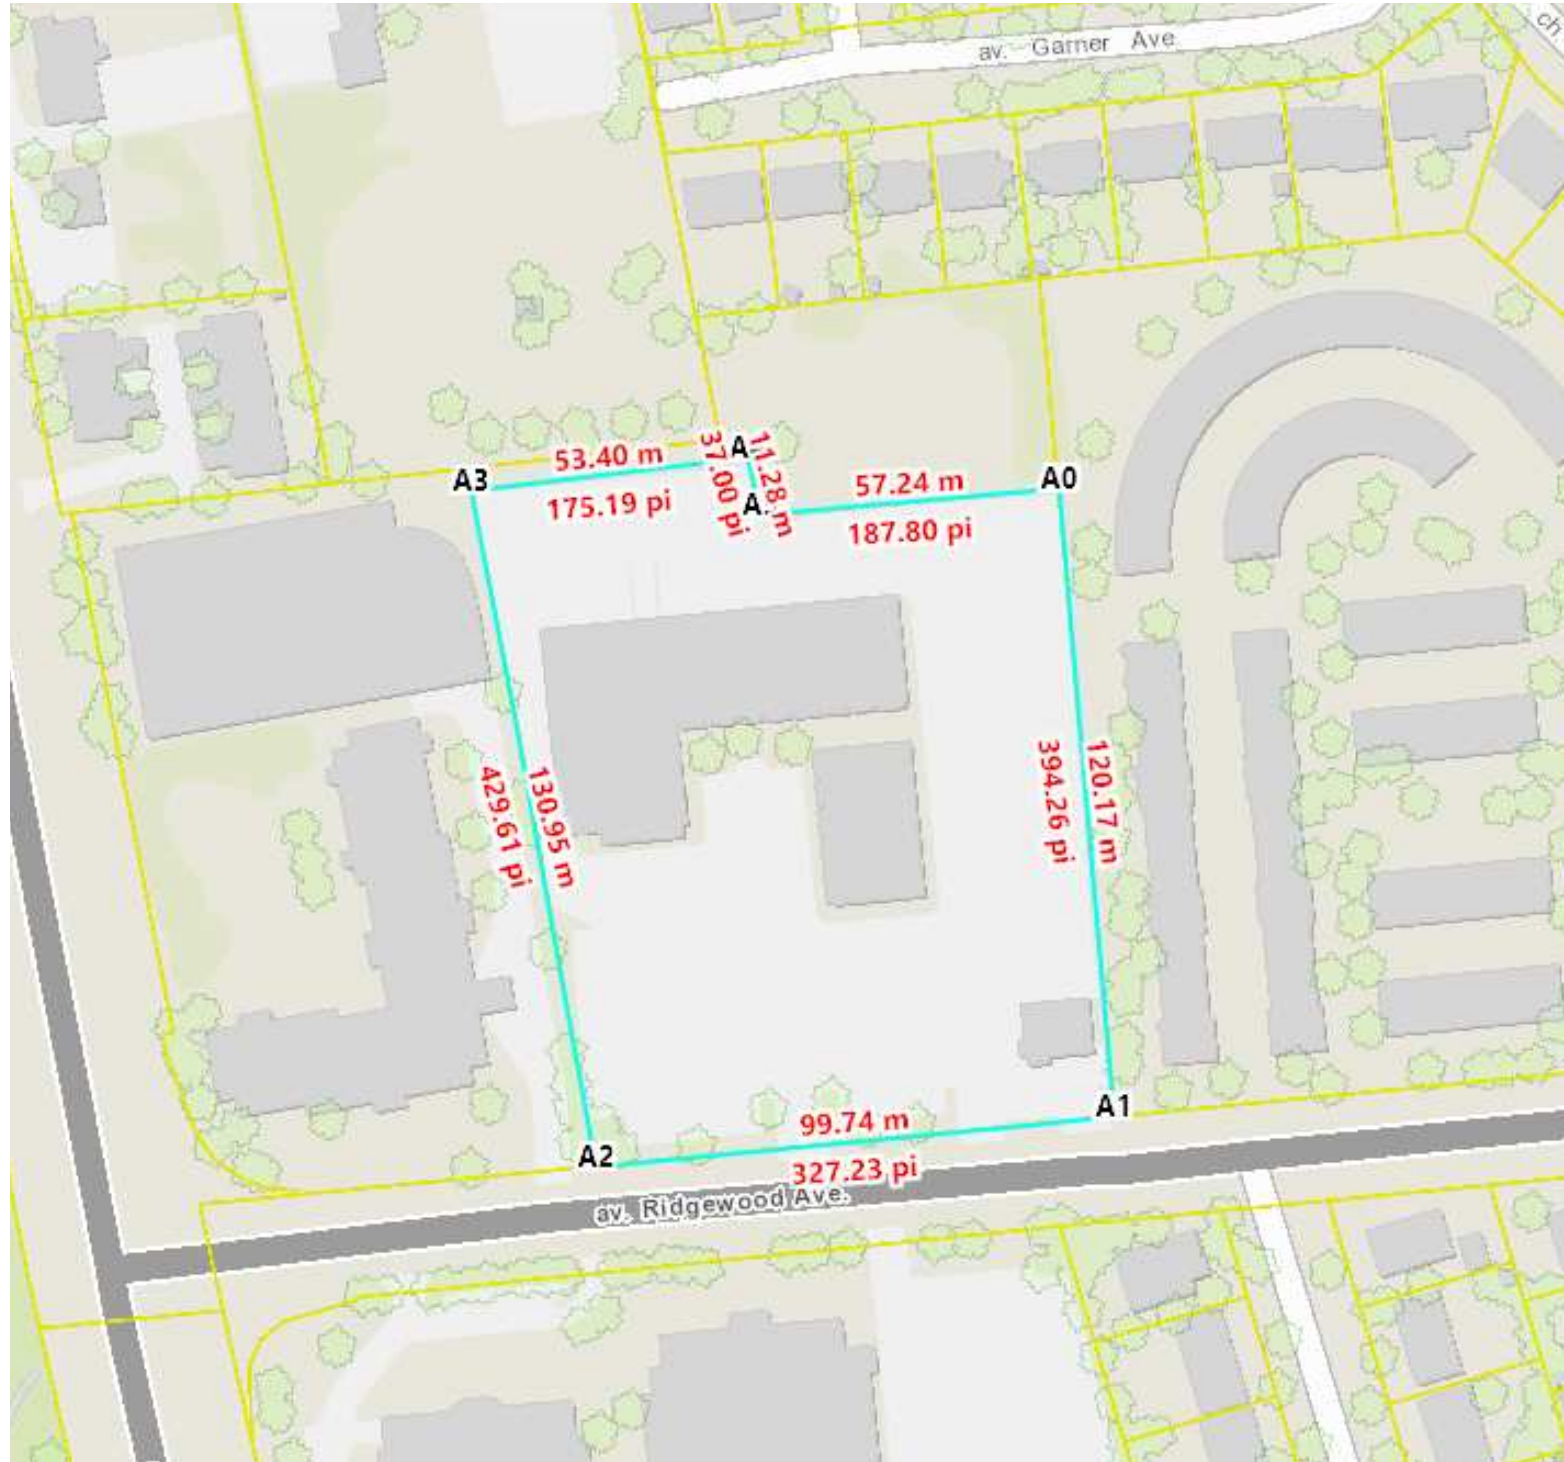 ch.
av. Garner Ave
A3
53.40 m
175.19 pi
A
37.00 pi
11.28 m
A.
57.24 m
187.80 pi
A0
429.61 pi
130.95 m
394.26 pi
120.17 m
A2
99.74 m
327.23 pi
A1
av. Ridgewood Ave.